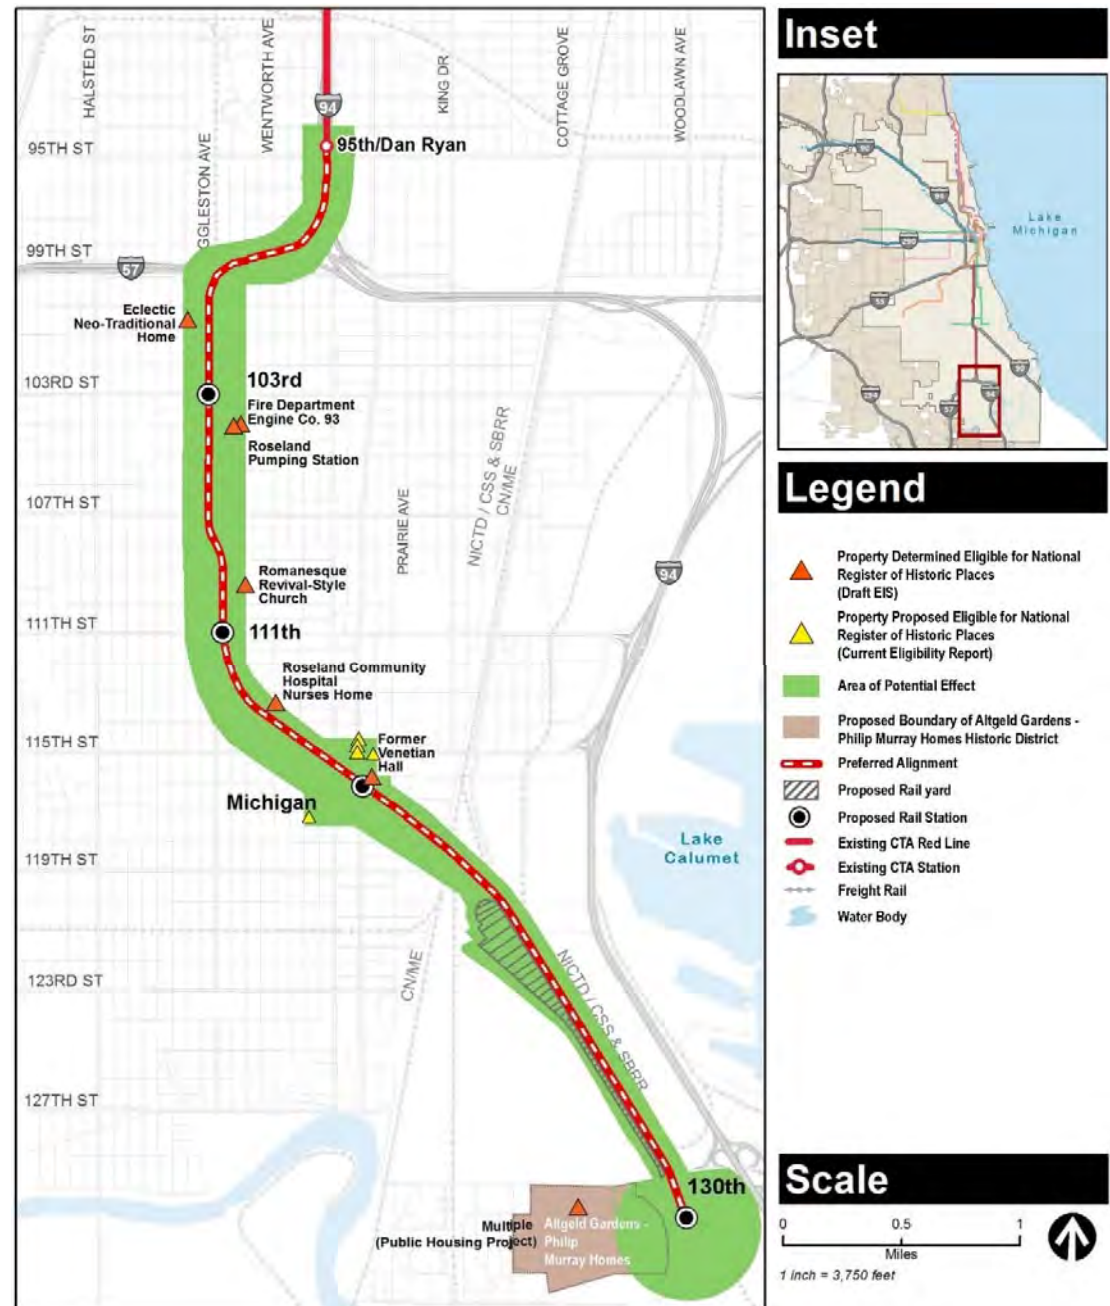 HALSTED ST
GGLESTON AVE
WENTWORTH AVE
94
KING DR
COTTAGE GROVE
WOODLAWN AVE
95TH ST
95th/Dan Ryan
99TH ST
57
Eclectic
Neo-Traditional
Home
103RD ST
103rd
Fire Department
Engine Co. 93
Roseland
Pumping Station
NICTD / CSS & SBRR
CN/ME
107TH ST
PRAIRIE AVE
94
Romanesque
Revival-Style
Church
111TH ST
111th
Roseland Community
Hospital
Nurses Home
115TH ST
Former
Venetian
Hall
Michigan
119TH ST
Lake
Calumet
CN/ME
NICTD / CSS & SBRR
123RD ST
127TH ST
130th
Multiple
(Public Housing Project)
Altgeld Gardens -
Philip
Murray Homes
Inset
90
94
290
55
Lake
Michigan
90
294
57
94
Legend
Property Determined Eligible for National
Register of Historic Places
(Draft EIS)
Property Proposed Eligible for National
Register of Historic Places
(Current Eligibility Report)
Area of Potential Effect
Proposed Boundary of Altgeld Gardens -
Philip Murray Homes Historic District
Preferred Alignment
Proposed Rail yard
Proposed Rail Station
Existing CTA Red Line
Existing CTA Station
Freight Rail
Water Body
Scale
0 0.5 1
Miles
1 inch = 3,750 feet